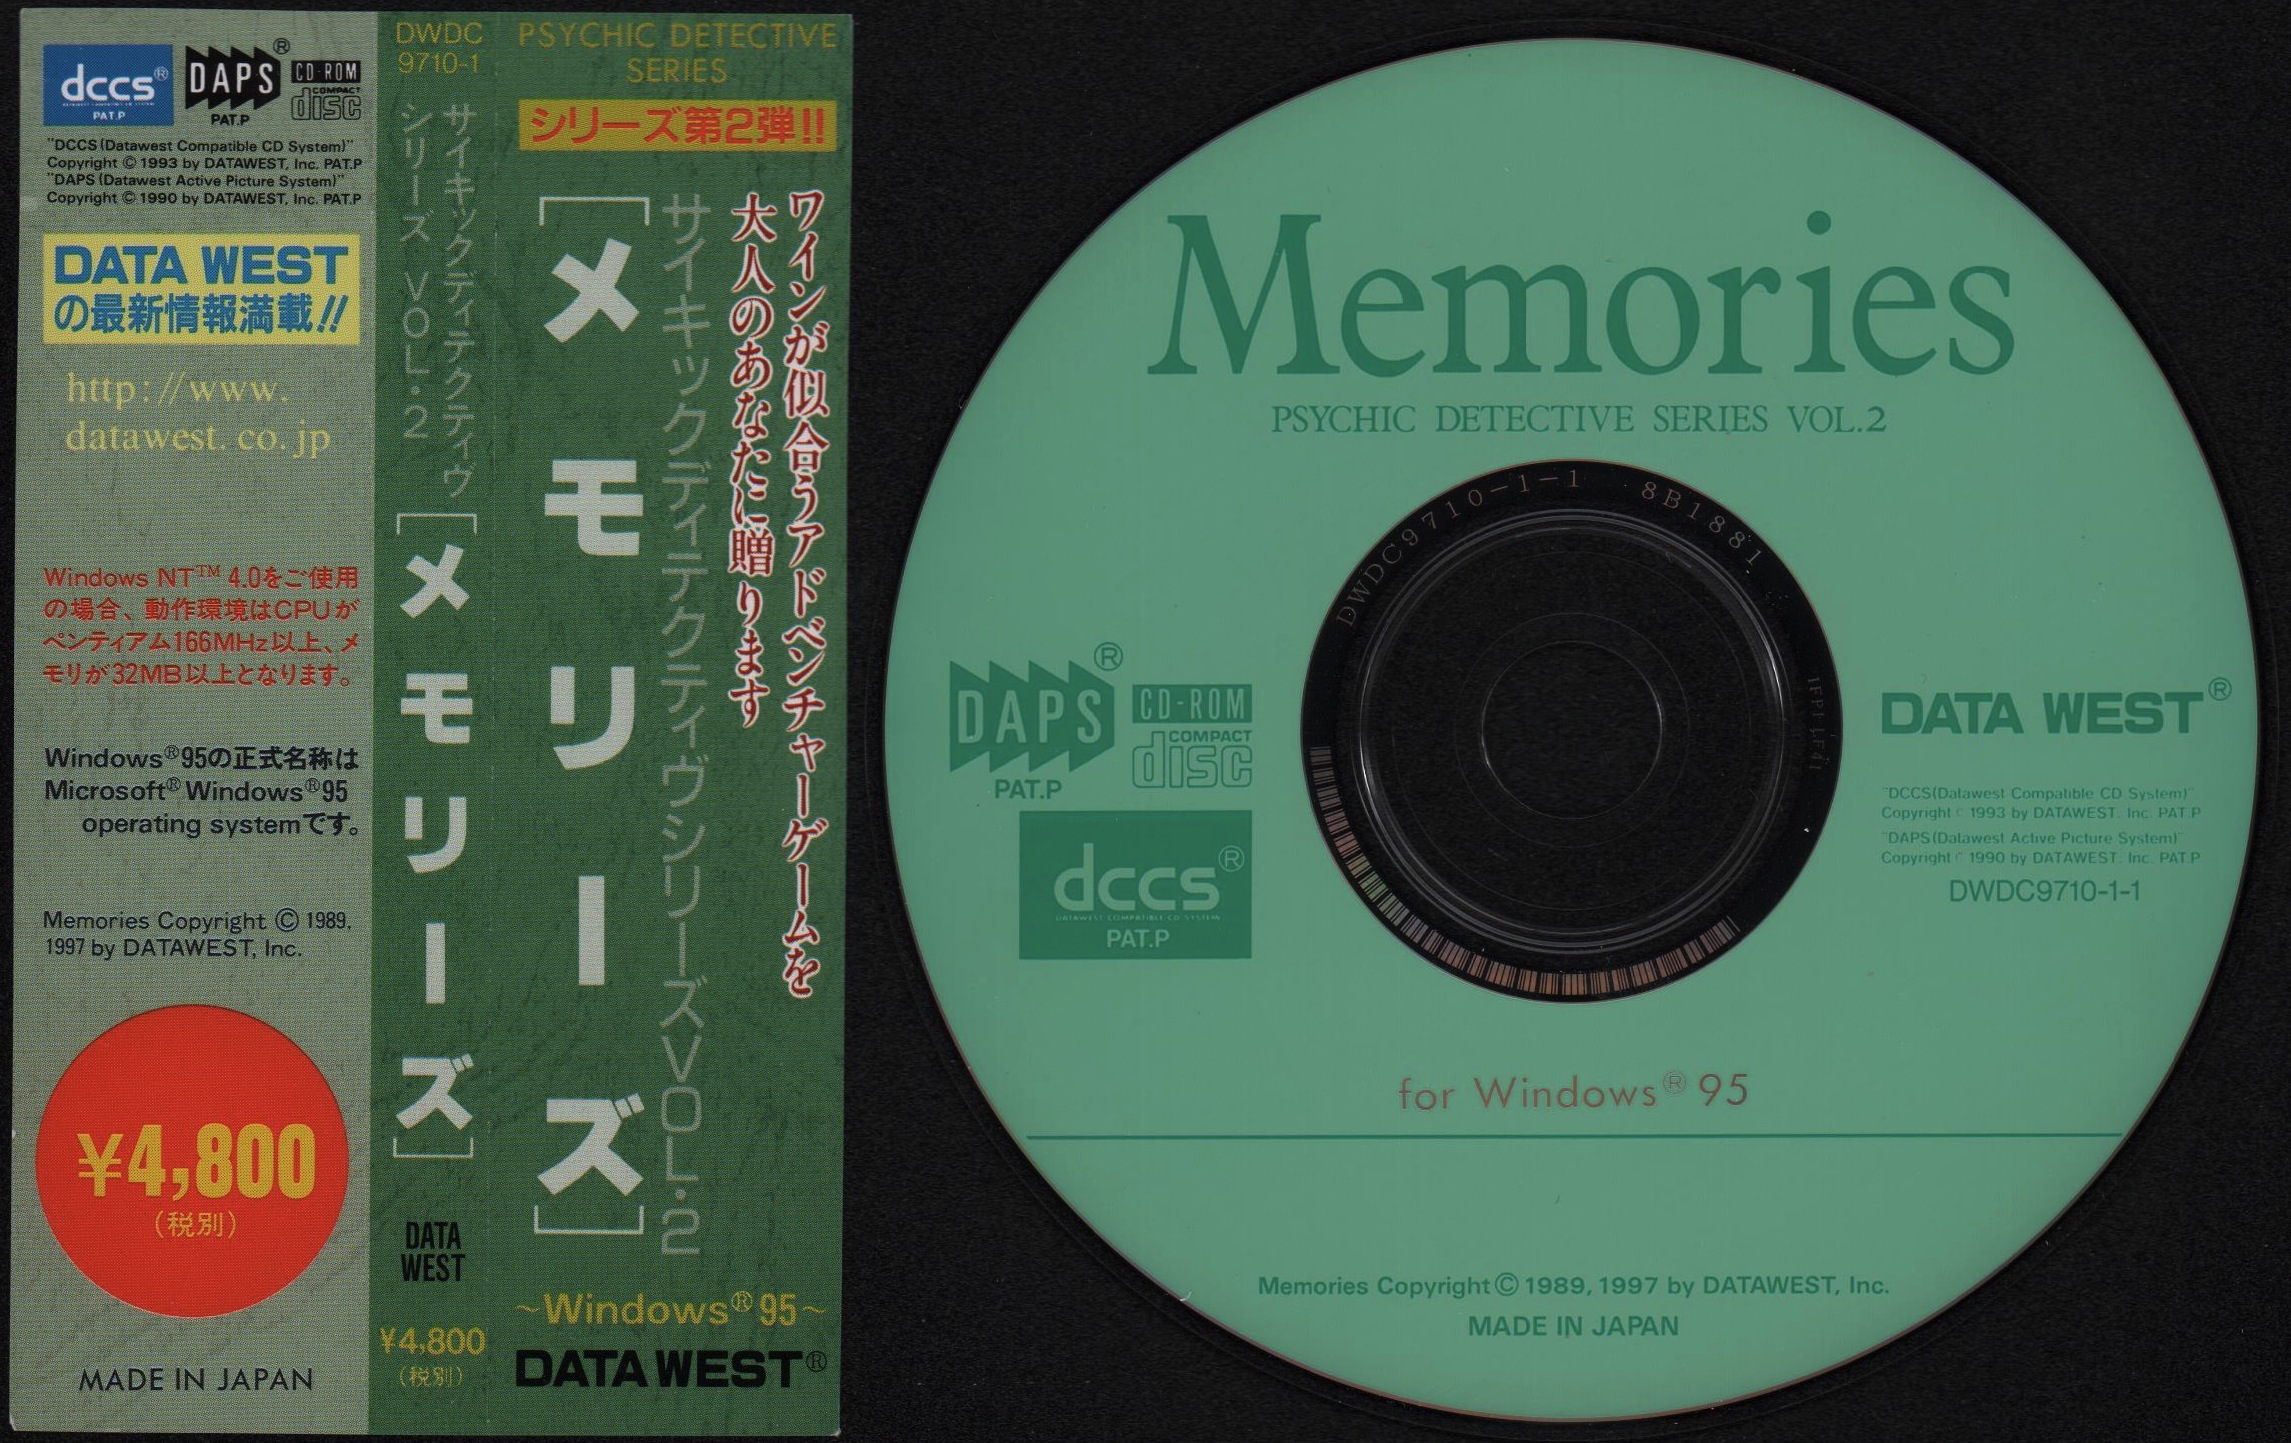 dccs®
DATAWEST COMPATIBLE CD SYSTEM
PAT.P
DAPS®
PAT.P
CD-ROM
COMPACT
disc
"DCCS(Datawest Compatible CD System)"
Copyright © 1993 by DATAWEST, Inc. PAT.P
"DAPS(Datawest Active Picture System)"
Copyright © 1990 by DATAWEST, Inc. PAT.P
DATA WEST
の最新情報満載!!
http://www.
datawest.co.jp
Windows NT™ 4.0をご使用
の場合、動作環境はCPUが
ペンティアム166MHz以上、メ
モリが32MB以上となります。
Windows®95の正式名称は
Microsoft®Windows®95
operating systemです。
Memories Copyright © 1989,
1997 by DATAWEST, Inc.
¥4,800
(税別)
MADE IN JAPAN
DWDC
9710-1
サイキックディテクティヴ
シリーズ VOL.2
[メモリーズ]
DATA
WEST
¥4,800
(税別)
PSYCHIC DETECTIVE
SERIES
シリーズ第2弾!!
ワインが似合うアドベンチャーゲームを
大人のあなたに贈ります
サイキックディテクティヴシリーズVOL.2
[メモリーズ]
~Windows®95~
DATA WEST®
Memories
PSYCHIC DETECTIVE SERIES VOL.2
DWDC9710-1-1 8B1881
IFPI LF41
DAPS®
PAT.P
CD-ROM
COMPACT
disc
dccs®
DATAWEST COMPATIBLE CD SYSTEM
PAT.P
DATA WEST®
"DCCS(Datawest Compatible CD System)"
Copyright © 1993 by DATAWEST. Inc. PAT.P
"DAPS(Datawest Active Picture System)"
Copyright © 1990 by DATAWEST. Inc. PAT.P
DWDC9710-1-1
for Windows® 95
Memories Copyright © 1989, 1997 by DATAWEST, Inc.
MADE IN JAPAN